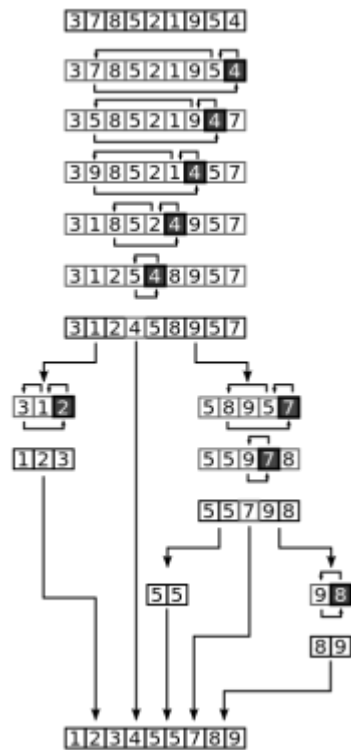 3 7 8 5 2 1 9 5 4
3 7 8 5 2 1 9 5 4
3 5 8 5 2 1 9 4 7
3 9 8 5 2 1 4 5 7
3 1 8 5 2 4 9 5 7
3 1 2 5 4 8 9 5 7
3 1 2 4 5 8 9 5 7
3 1 2
5 8 9 5 7
1 2 3
5 5 9 7 8
5 5 7 9 8
5 5
9 8
8 9
1 2 3 4 5 5 7 8 9